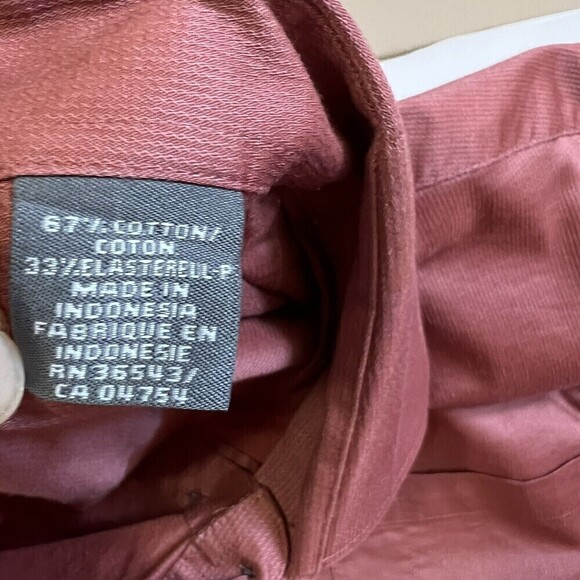 67% COTTON/
COTON
33% ELASTERELL-P
MADE IN
INDONESIA
FABRIQUE EN
INDONESIE
RN 36543/
CA 04754